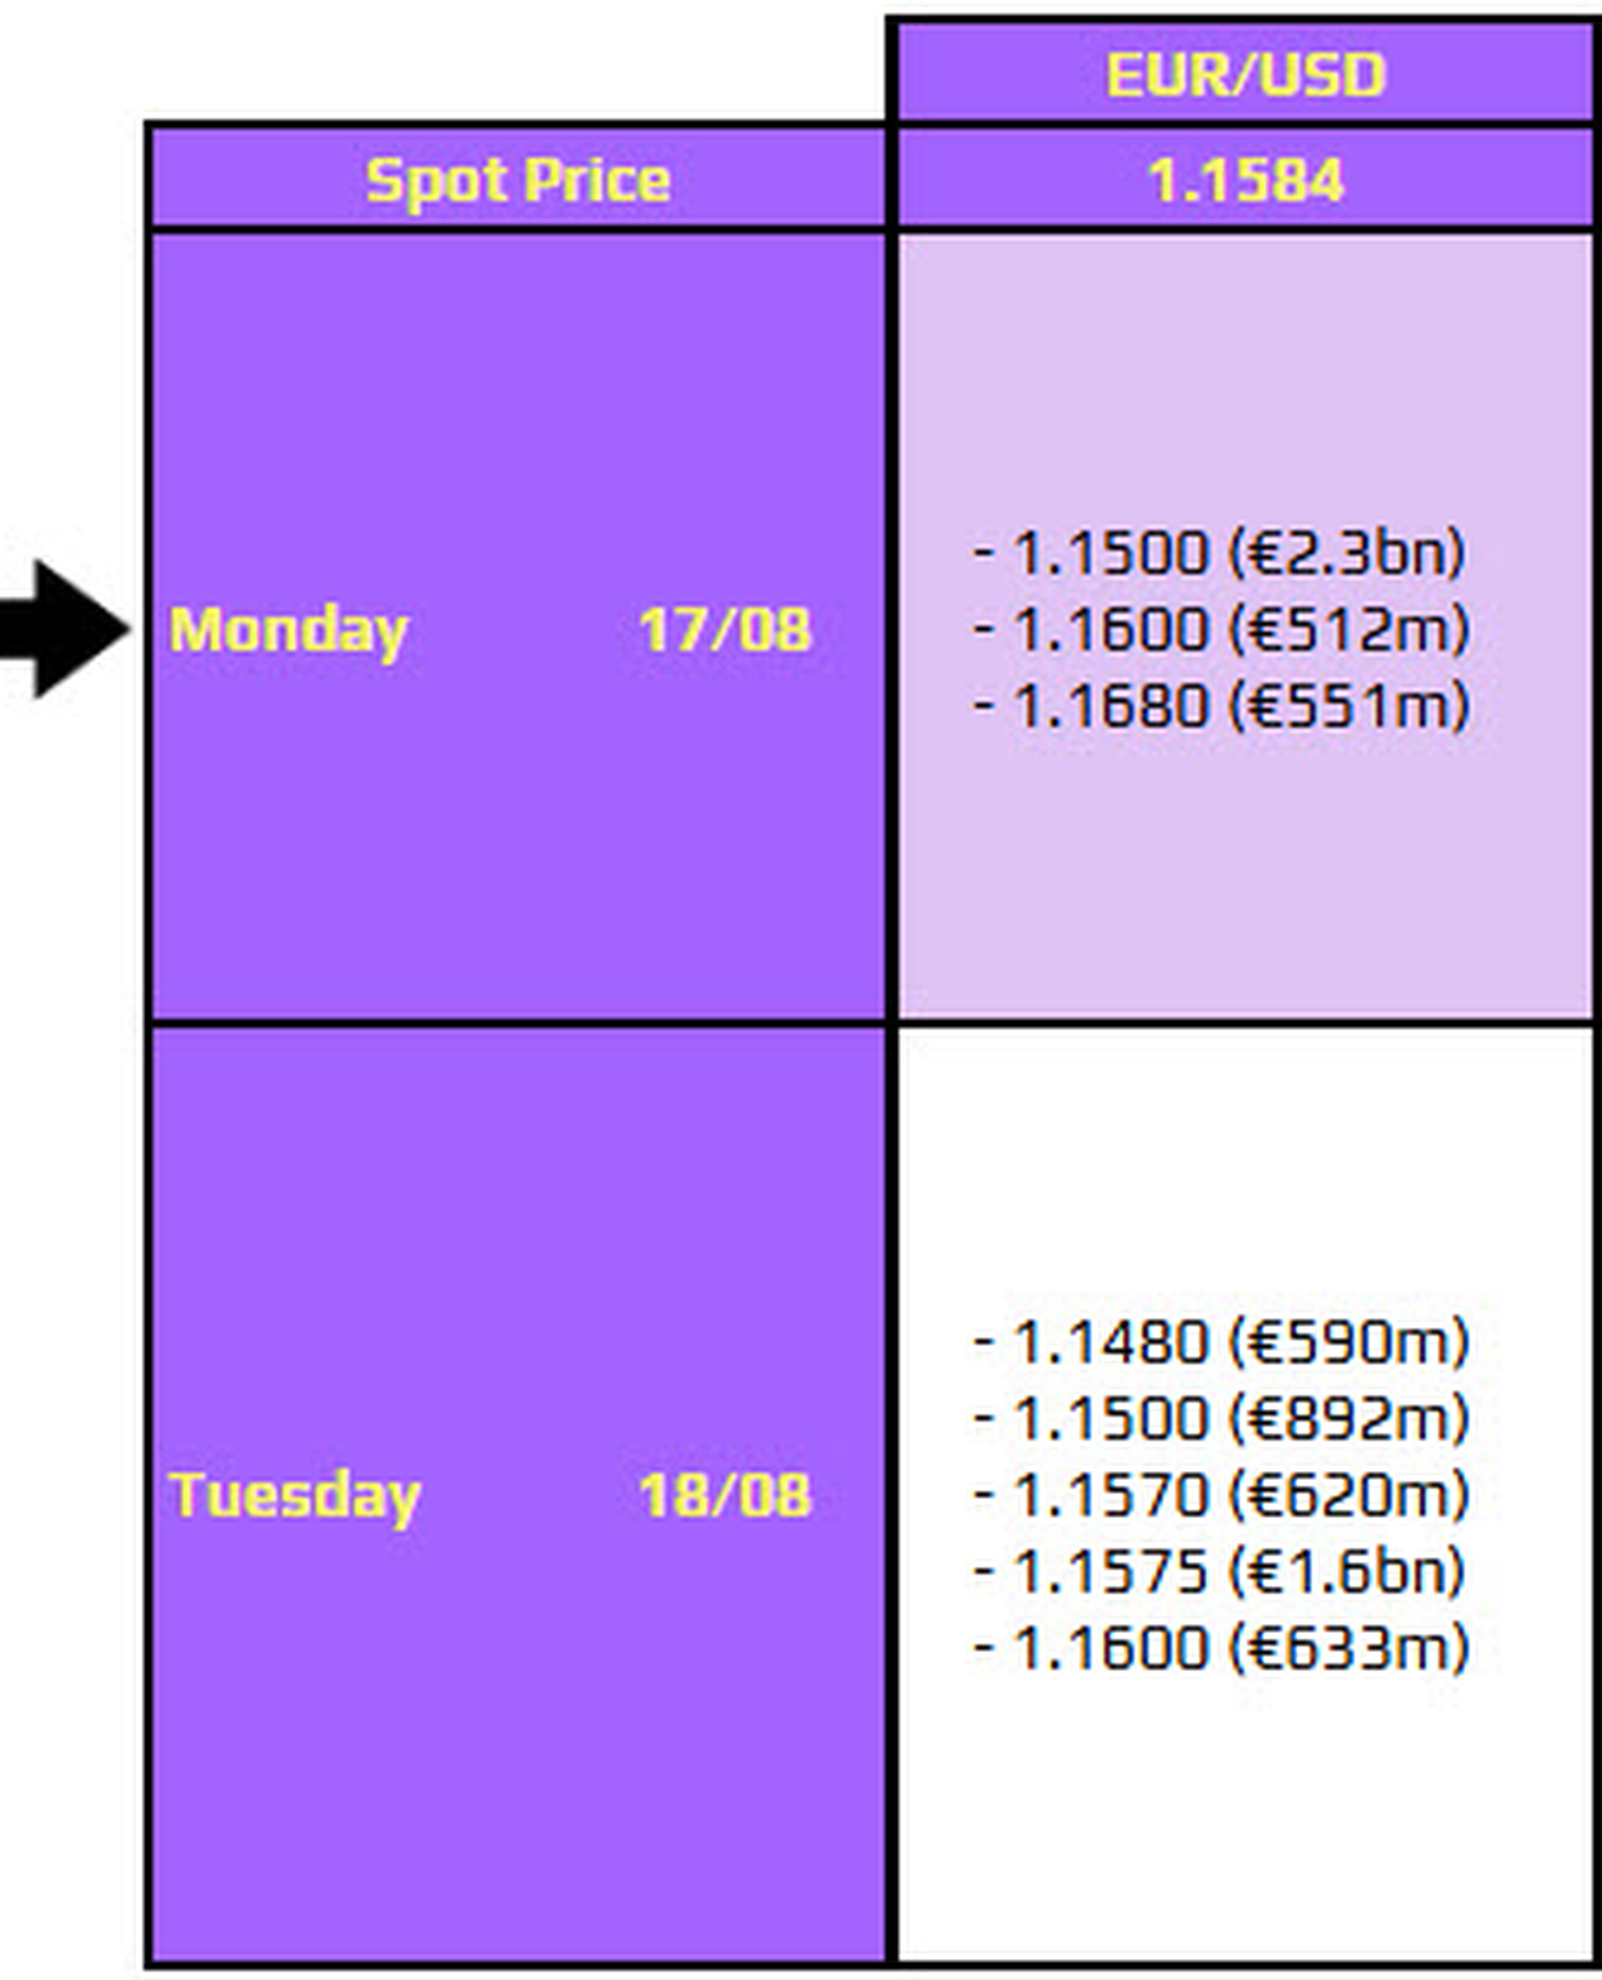 EUR/USD
Spot Price 1.1584
Monday 17/08
- 1.1500 (€2.3bn)
- 1.1600 (€512m)
- 1.1680 (€551m)
Tuesday 18/08
- 1.1480 (€590m)
- 1.1500 (€892m)
- 1.1570 (€620m)
- 1.1575 (€1.6bn)
- 1.1600 (€633m)